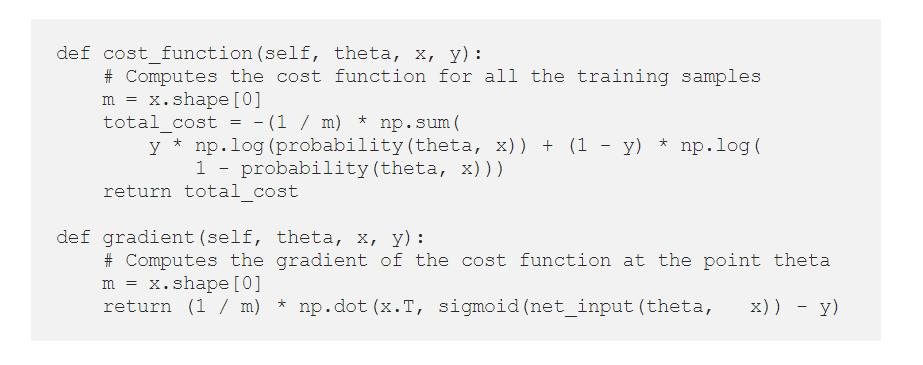 def cost_function(self, theta, x, y):
    # Computes the cost function for all the training samples
    m = x.shape[0]
    total_cost = -(1 / m) * np.sum(
        y * np.log(probability(theta, x)) + (1 - y) * np.log(
            1 - probability(theta, x)))
    return total_cost

def gradient(self, theta, x, y):
    # Computes the gradient of the cost function at the point theta
    m = x.shape[0]
    return (1 / m) * np.dot(x.T, sigmoid(net_input(theta,   x)) - y)